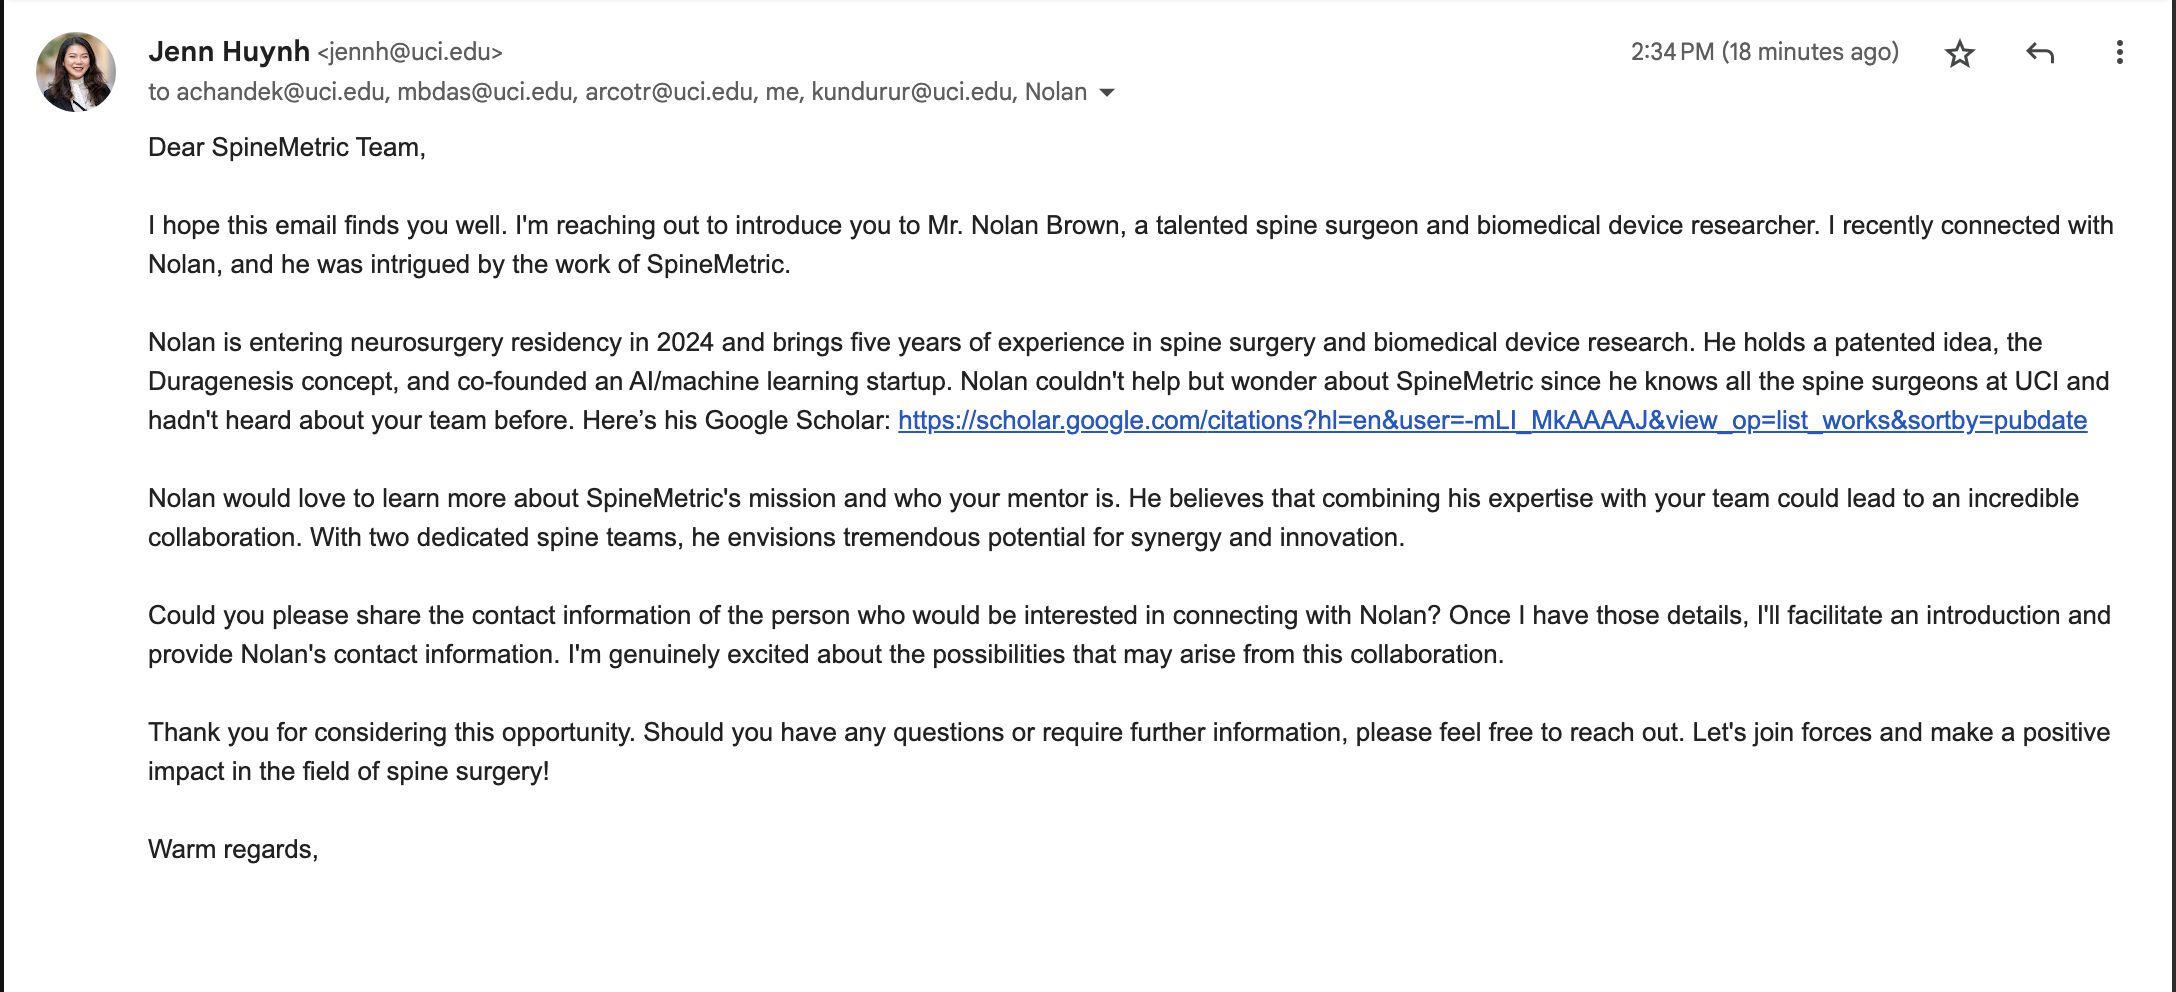 Jenn Huynh <jennh@uci.edu>
2:34 PM (18 minutes ago)
to achandek@uci.edu, mbdas@uci.edu, arcotr@uci.edu, me, kundurur@uci.edu, Nolan
Dear SpineMetric Team,
I hope this email finds you well. I'm reaching out to introduce you to Mr. Nolan Brown, a talented spine surgeon and biomedical device researcher. I recently connected with
Nolan, and he was intrigued by the work of SpineMetric.
Nolan is entering neurosurgery residency in 2024 and brings five years of experience in spine surgery and biomedical device research. He holds a patented idea, the
Duragenesis concept, and co-founded an AI/machine learning startup. Nolan couldn't help but wonder about SpineMetric since he knows all the spine surgeons at UCI and
hadn't heard about your team before. Here’s his Google Scholar: https://scholar.google.com/citations?hl=en&user=-mLI_MkAAAAJ&view_op=list_works&sortby=pubdate
Nolan would love to learn more about SpineMetric's mission and who your mentor is. He believes that combining his expertise with your team could lead to an incredible
collaboration. With two dedicated spine teams, he envisions tremendous potential for synergy and innovation.
Could you please share the contact information of the person who would be interested in connecting with Nolan? Once I have those details, I'll facilitate an introduction and
provide Nolan's contact information. I'm genuinely excited about the possibilities that may arise from this collaboration.
Thank you for considering this opportunity. Should you have any questions or require further information, please feel free to reach out. Let's join forces and make a positive
impact in the field of spine surgery!
Warm regards,